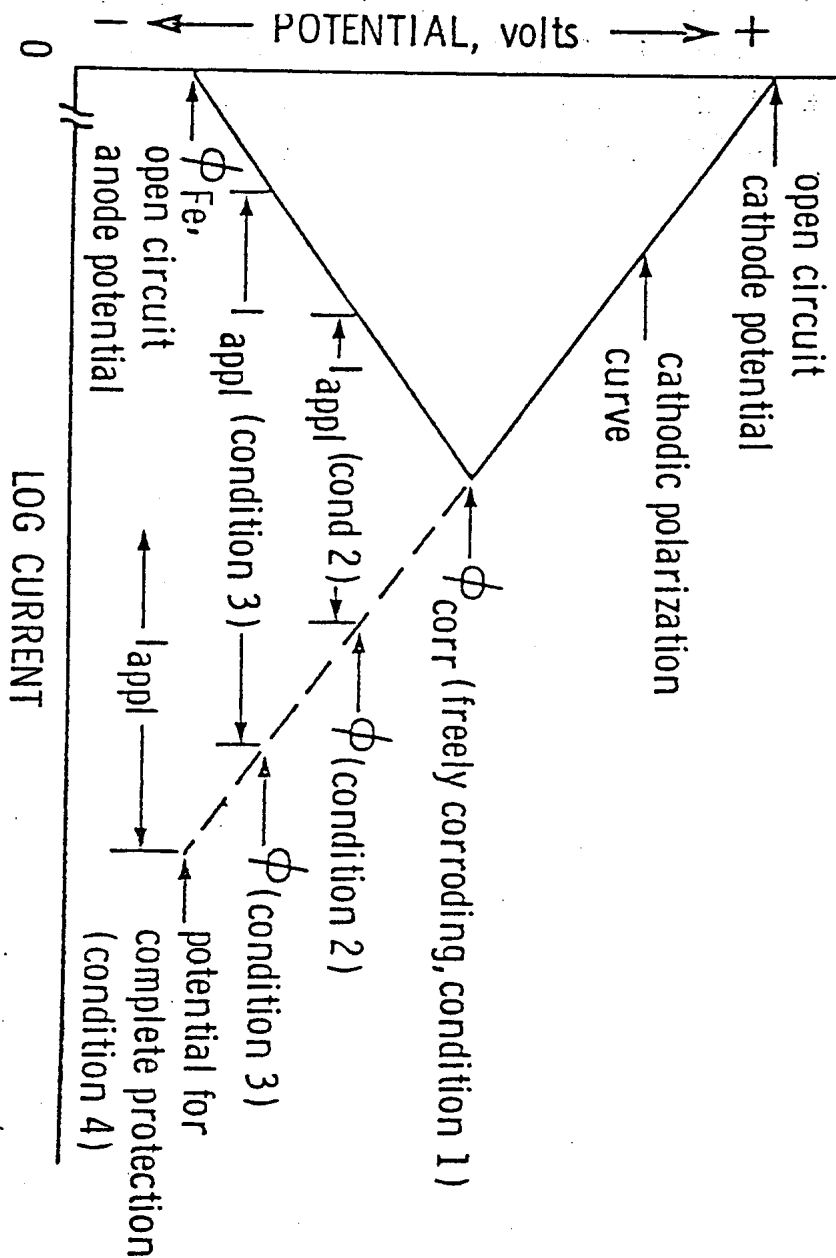 − ← POTENTIAL, volts → +
0
open circuit
cathode potential
cathodic polarization
curve
ϕcorr (freely corroding, condition 1)
Iappl (cond 2)
ϕ (condition 2)
ϕFe,
open circuit
anode potential
Iappl (condition 3)
ϕ (condition 3)
Iappl
potential for
complete protection
(condition 4)
LOG CURRENT